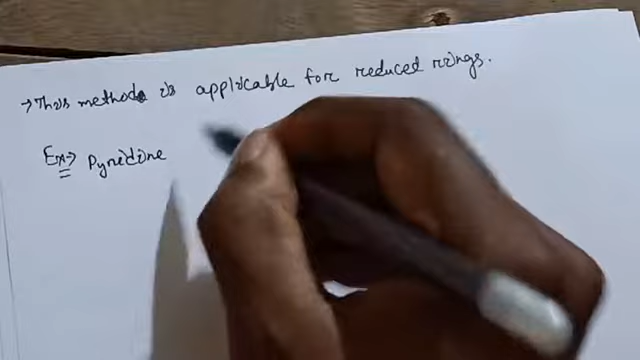 →This method is applicable for reduced rings.
Ex:→ Pyridine